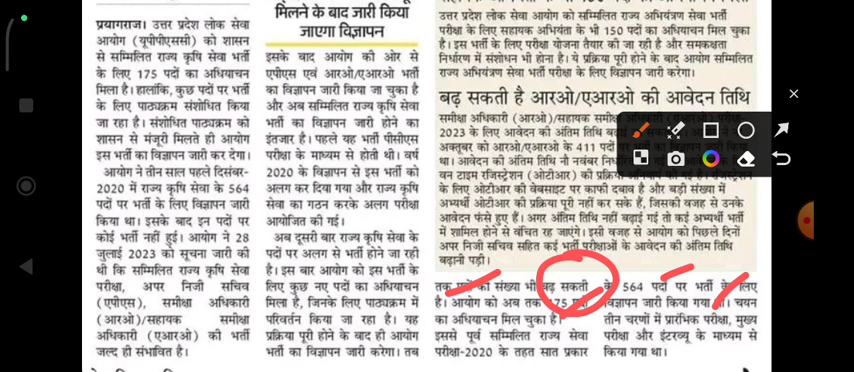 प्रयागराज। उत्तर प्रदेश लोक सेवा
आयोग (यूपीपीएससी) को शासन
से सम्मिलित राज्य कृषि सेवा भर्ती
के लिए 175 पदों का अधियाचन
मिला है। हालांकि, कुछ पदों पर भर्ती
के लिए पाठ्यक्रम संशोधित किया
जा रहा है। संशोधित पाठ्यक्रम को
शासन से मंजूरी मिलते ही आयोग
इस भर्ती का विज्ञापन जारी कर देगा।
आयोग ने तीन साल पहले दिसंबर-
2020 में राज्य कृषि सेवा के 564
पदों पर भर्ती के लिए विज्ञापन जारी
किया था। इसके बाद इन पदों पर
कोई भर्ती नहीं हुई। आयोग ने 28
जुलाई 2023 को सूचना जारी की
थी कि सम्मिलित राज्य कृषि सेवा
परीक्षा, अपर निजी सचिव
(एपीएस), समीक्षा अधिकारी
(आरओ)/सहायक समीक्षा
अधिकारी (एआरओ) की भर्ती
जल्द ही संभावित है।
मिलने के बाद जारी किया
जाएगा विज्ञापन
इसके बाद आयोग की ओर से
एपीएस एवं आरओ/एआरओ भर्ती
का विज्ञापन जारी किया जा चुका है
और अब सम्मिलित राज्य कृषि सेवा
भर्ती का विज्ञापन जारी होने का
इंतजार है। पहले यह भर्ती पीसीएस
परीक्षा के माध्यम से होती थी। वर्ष
2020 के विज्ञापन से इस भर्ती को
अलग कर दिया गया और राज्य कृषि
सेवा का गठन करके अलग परीक्षा
आयोजित की गई।
अब दूसरी बार राज्य कृषि सेवा के
पदों पर अलग से भर्ती होने जा रही
है। इस बार आयोग को इस भर्ती के
लिए कुछ नए पदों का अधियाचन
मिला है, जिनके लिए पाठ्यक्रम में
परिवर्तन किया जा रहा है। यह
प्रक्रिया पूरी होने के बाद ही आयोग
भर्ती का विज्ञापन जारी करेगा। तब
उत्तर प्रदेश लोक सेवा आयोग को सम्मिलित राज्य अभियंत्रण सेवा भर्ती
परीक्षा के लिए सहायक अभियंता के भी 150 पदों का अधियाचन मिल चुका
है। इस भर्ती के लिए परीक्षा योजना तैयार की जा रही है और समकक्षता
निर्धारण में संशोधन भी होना है। ये प्रक्रिया पूरी होने के बाद आयोग सम्मिलित
राज्य अभियंत्रण सेवा भर्ती परीक्षा के लिए विज्ञापन जारी करेगा।
बढ़ सकती है आरओ/एआरओ की आवेदन तिथि
समीक्षा अधिकारी (आरओ)/सहायक समीक्षा
2023 के लिए आवेदन की अंतिम तिथि
अक्तूबर को आरओ/एआरओ के 411 पदों
था। आवेदन की अंतिम तिथि नौ नवंबर
वन टाइम रजिस्ट्रेशन (ओटीआर) की
के लिए ओटीआर की वेबसाइट पर काफी दबाव है और बड़ी संख्या में
अभ्यर्थी ओटीआर की प्रक्रिया पूरी नहीं कर सके हैं, जिसकी वजह से उनके
आवेदन फंसे हुए हैं। अगर अंतिम तिथि नहीं बढ़ाई गई तो कई अभ्यर्थी भर्ती
में शामिल होने से वंचित रह जाएंगे। इसी वजह से आयोग को पिछले दिनों
अपर निजी सचिव सहित कई भर्ती परीक्षाओं के आवेदन की अंतिम तिथि
बढ़ानी पड़ी।
तक पदों की संख्या भी बढ़ सकती
है। आयोग को अब तक 175 पदों
का अधियाचन मिल चुका है।
इससे पूर्व सम्मिलित राज्य सेवा
परीक्षा-2020 के तहत सात प्रकार
के 564 पदों पर भर्ती के लिए
विज्ञापन जारी किया गया था। चयन
तीन चरणों में प्रारंभिक परीक्षा, मुख्य
परीक्षा और इंटरव्यू के माध्यम से
किया गया था।